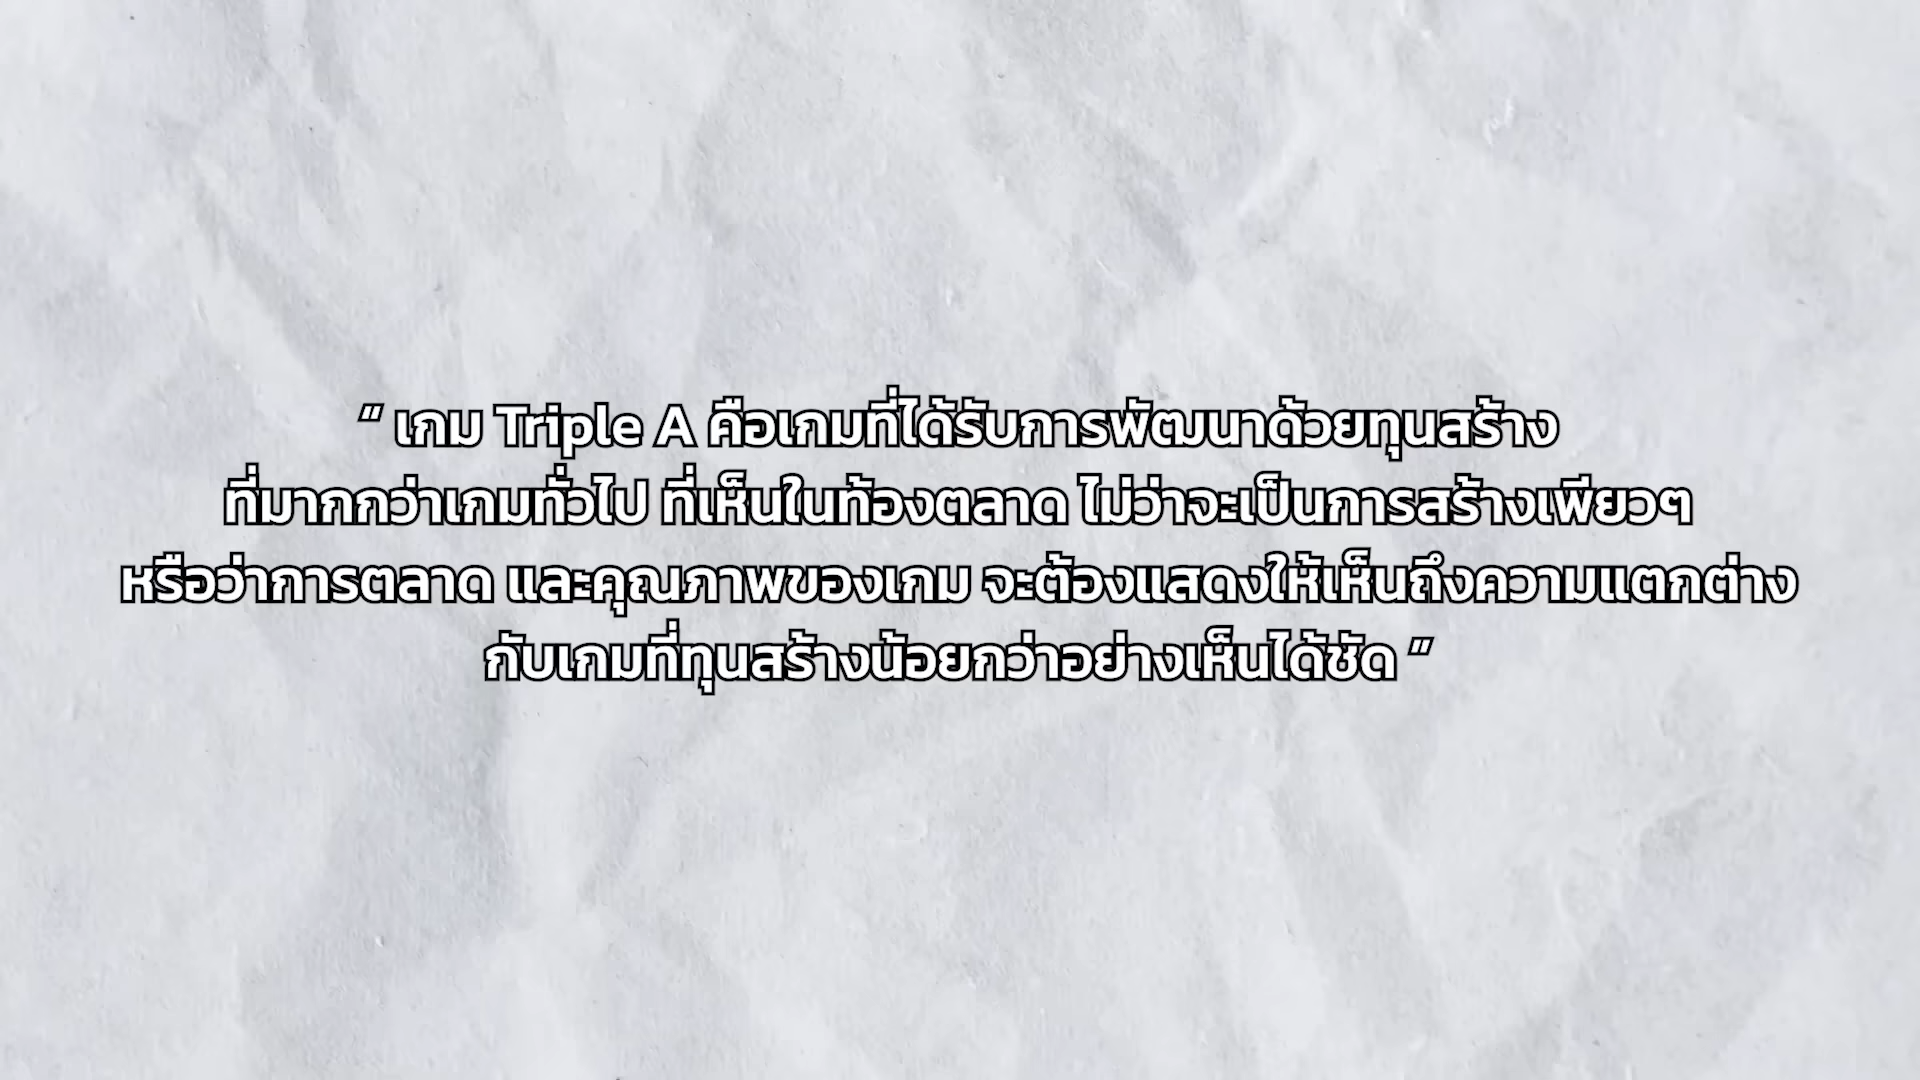 “ เกม Triple A คือเกมที่ได้รับการพัฒนาด้วยทุนสร้าง
ที่มากกว่าเกมทั่วไป ที่เห็นในท้องตลาด ไม่ว่าจะเป็นการสร้างเพียวๆ
หรือว่าการตลาด และคุณภาพของเกม จะต้องแสดงให้เห็นถึงความแตกต่าง
กับเกมที่ทุนสร้างน้อยกว่าอย่างเห็นได้ชัด ”